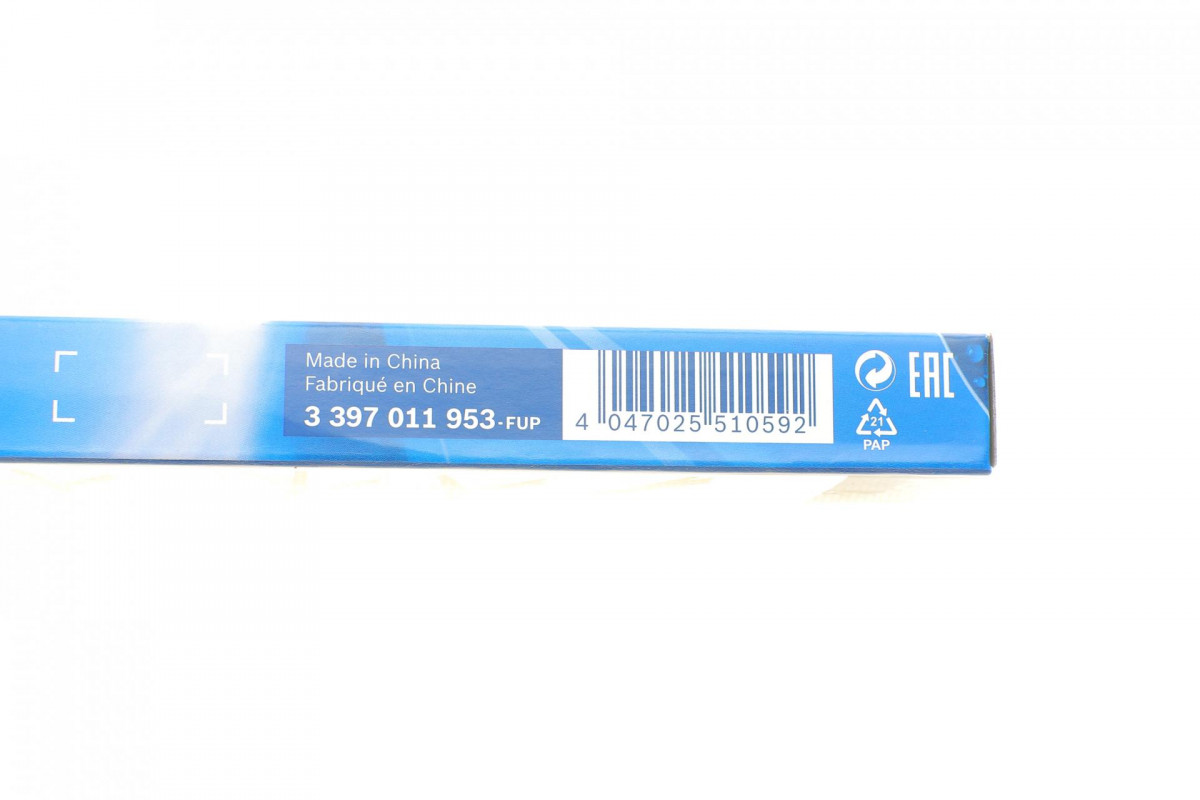 Made in China
Fabriqué en Chine
3 397 011 953-FUP
4 047025 510592
EAC
21
PAP